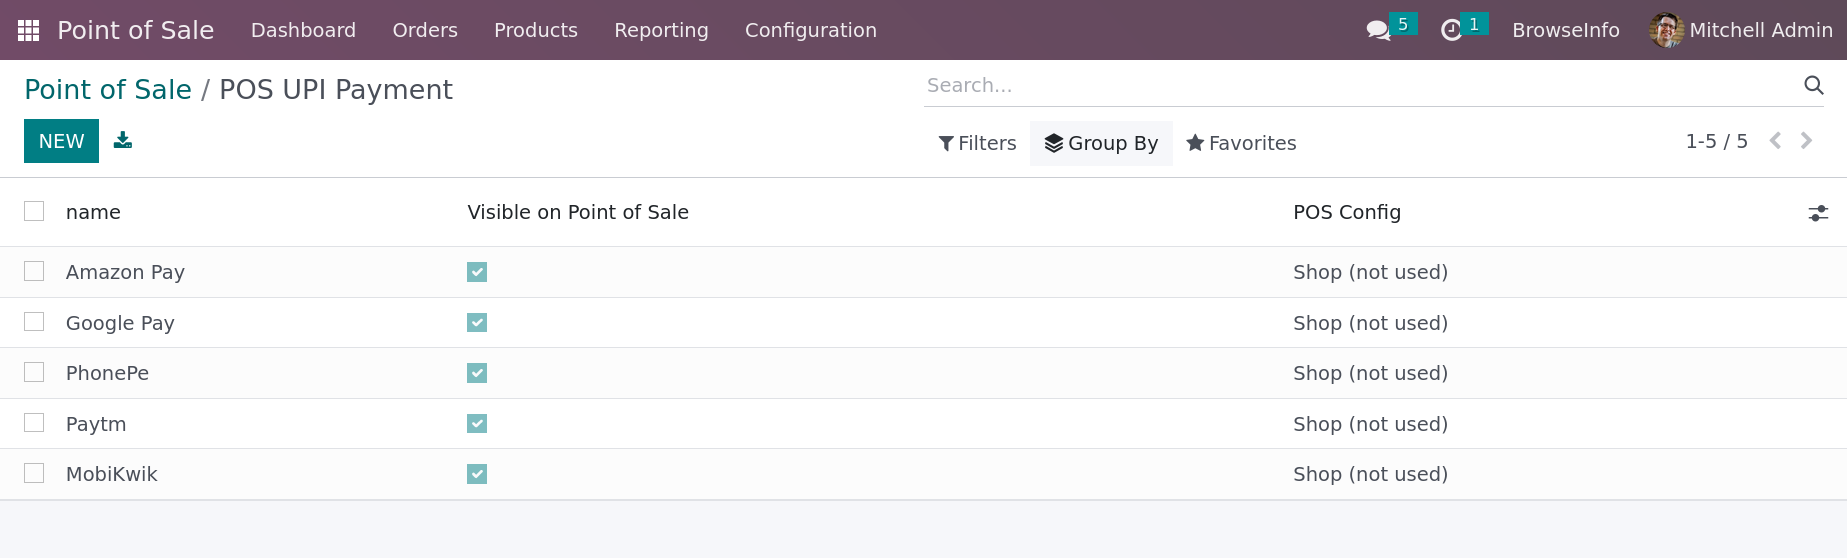 Point of Sale Dashboard Orders Products Reporting Configuration 5 1 BrowseInfo Mitchell Admin
Point of Sale / POS UPI Payment Search...
NEW Filters Group By Favorites 1-5 / 5
name Visible on Point of Sale POS Config
Amazon Pay Shop (not used)
Google Pay Shop (not used)
PhonePe Shop (not used)
Paytm Shop (not used)
MobiKwik Shop (not used)